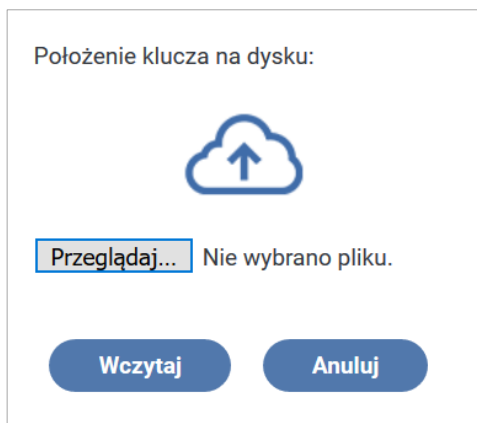 Położenie klucza na dysku:
Przeglądaj... Nie wybrano pliku.
Wczytaj Anuluj